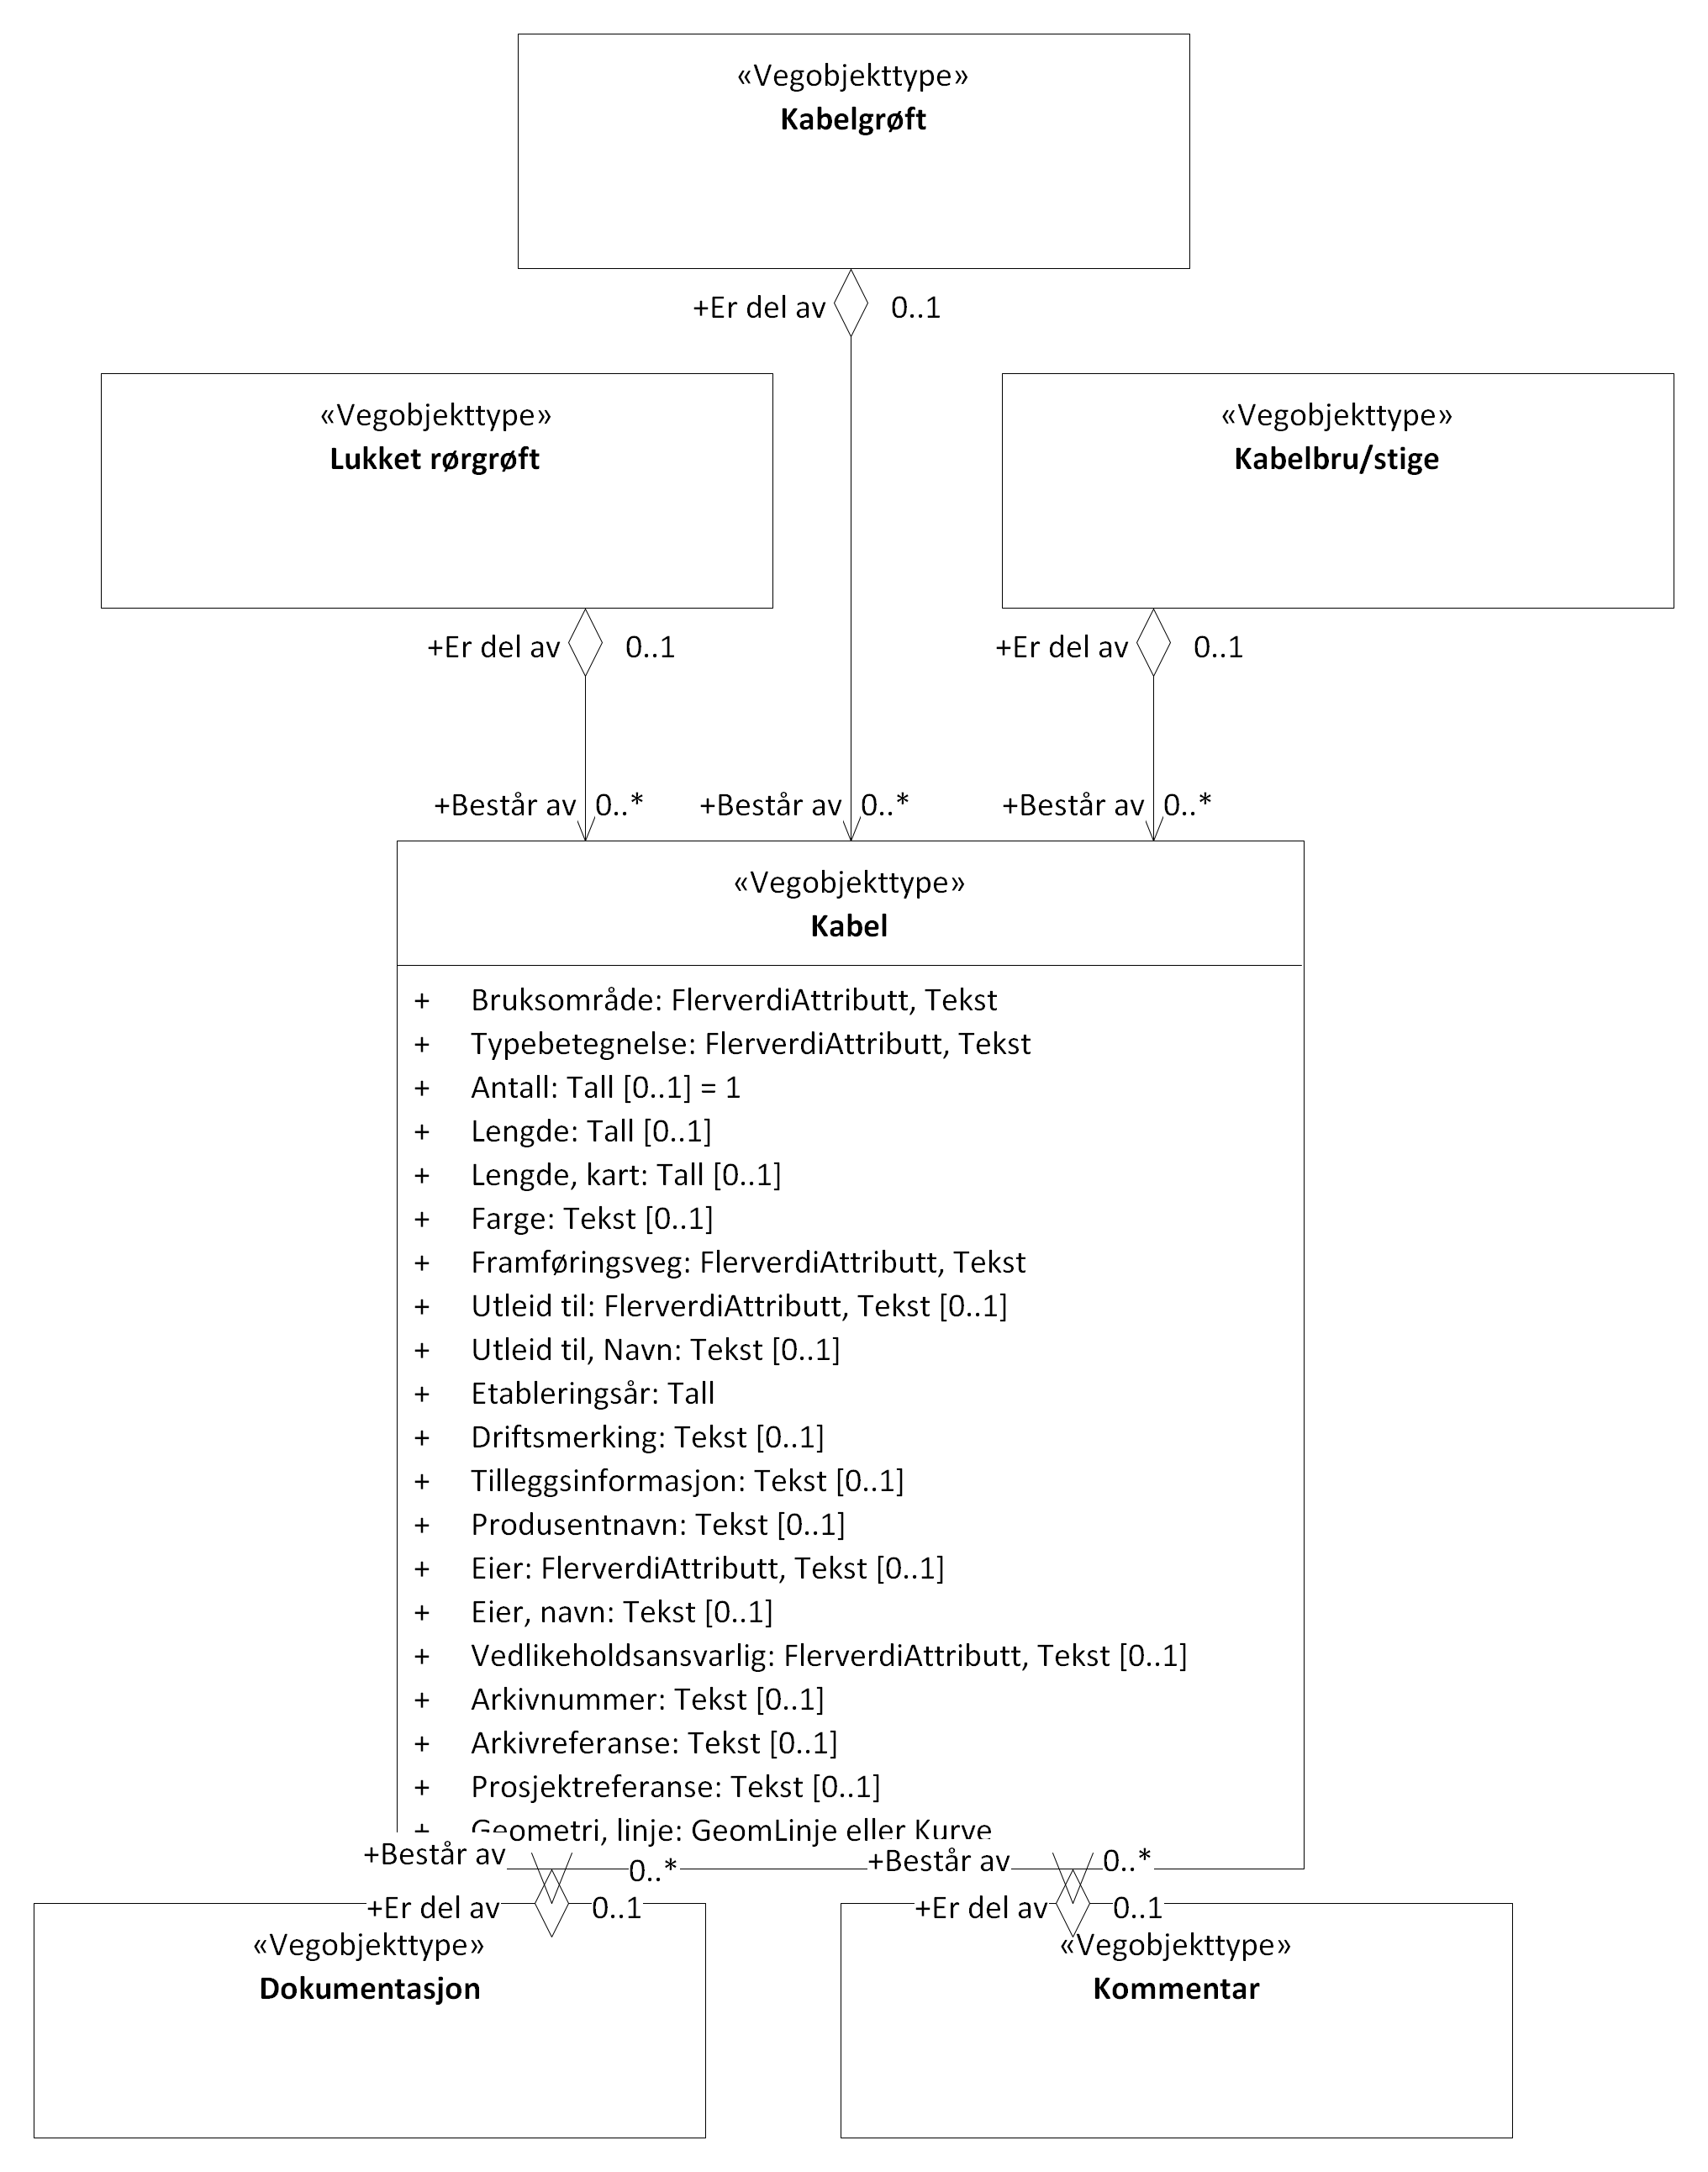 «Vegobjekttype»
Kabelgrøft
+Er del av 0..1
«Vegobjekttype»
Lukket rørgrøft
«Vegobjekttype»
Kabelbru/stige
+Er del av 0..1
+Er del av 0..1
+Består av 0..*
+Består av 0..*
+Består av 0..*
«Vegobjekttype»
Kabel
+ Bruksområde: FlerverdiAttributt, Tekst
+ Typebetegnelse: FlerverdiAttributt, Tekst
+ Antall: Tall [0..1] = 1
+ Lengde: Tall [0..1]
+ Lengde, kart: Tall [0..1]
+ Farge: Tekst [0..1]
+ Framføringsveg: FlerverdiAttributt, Tekst
+ Utleid til: FlerverdiAttributt, Tekst [0..1]
+ Utleid til, Navn: Tekst [0..1]
+ Etableringsår: Tall
+ Driftsmerking: Tekst [0..1]
+ Tilleggsinformasjon: Tekst [0..1]
+ Produsentnavn: Tekst [0..1]
+ Eier: FlerverdiAttributt, Tekst [0..1]
+ Eier, navn: Tekst [0..1]
+ Vedlikeholdsansvarlig: FlerverdiAttributt, Tekst [0..1]
+ Arkivnummer: Tekst [0..1]
+ Arkivreferanse: Tekst [0..1]
+ Prosjektreferanse: Tekst [0..1]
+ Geometri, linje: GeomLinje eller Kurve
+Består av 0..*
+Består av 0..*
+Er del av 0..1
+Er del av 0..1
«Vegobjekttype»
Dokumentasjon
«Vegobjekttype»
Kommentar